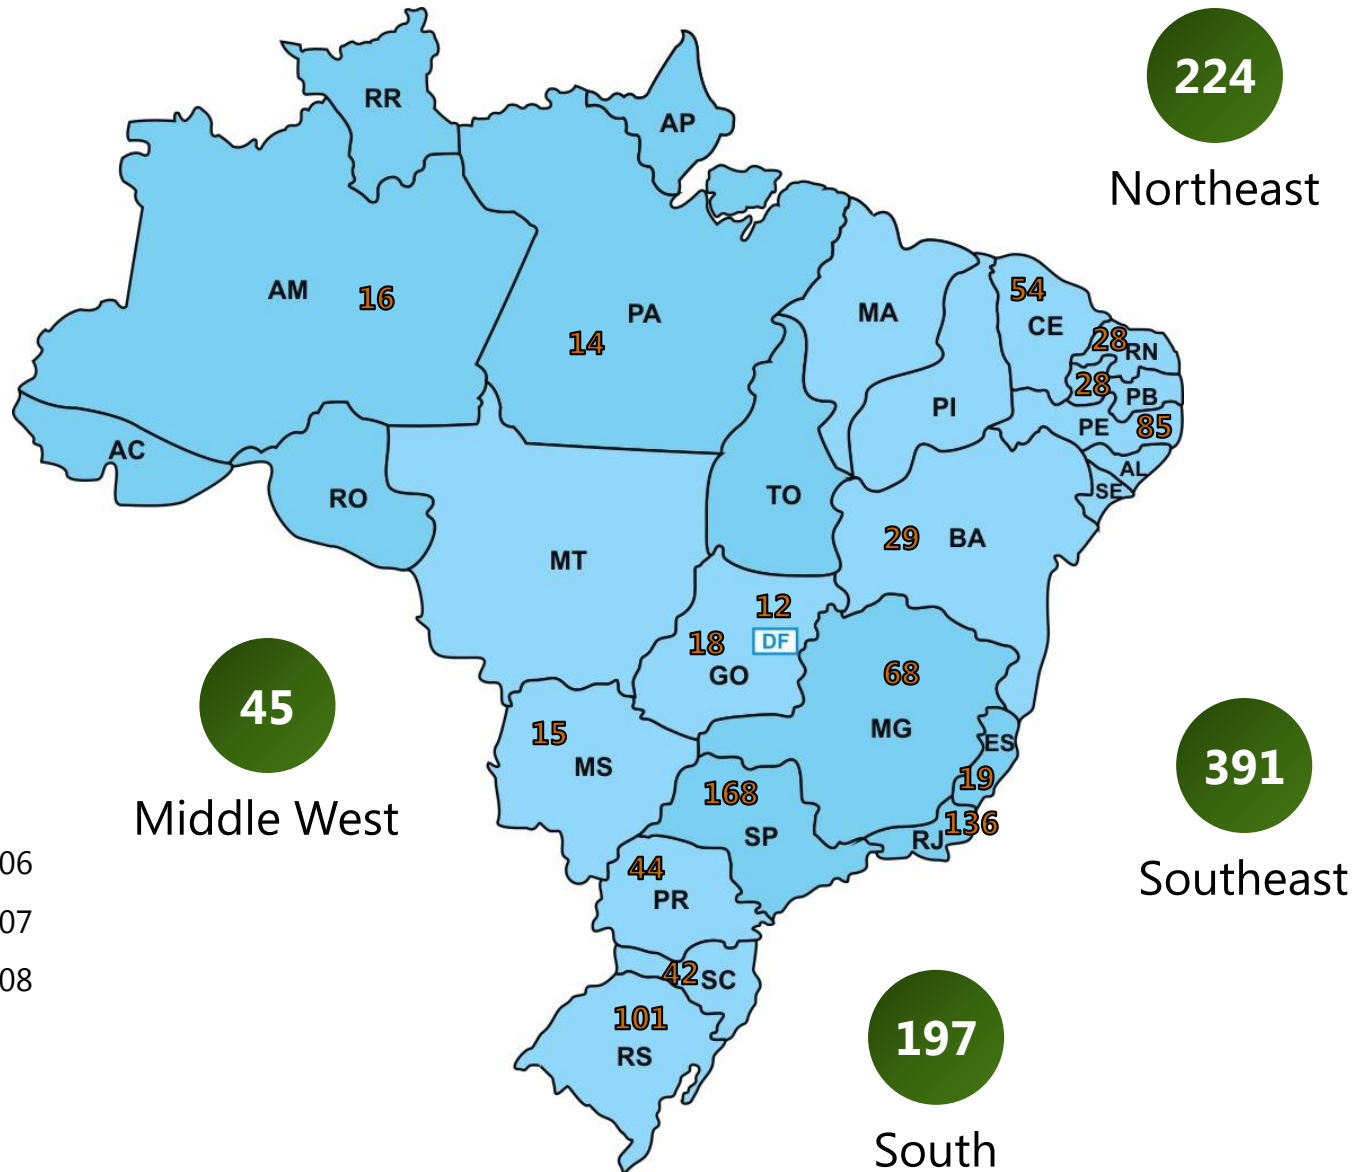 224
Northeast
RR
AP
AM
16
PA
14
MA
54
CE
28
RN
28
PB
PI
PE
85
AC
AL
SE
RO
TO
MT
29
BA
12
DF
18
GO
68
MG
45
Middle West
15
MS
ES
19
391
Southeast
168
SP
136
RJ
06
44
PR
07
08
42
SC
101
RS
197
South